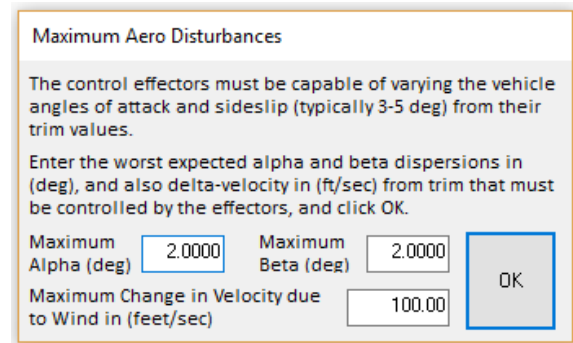 Maximum Aero Disturbances
The control effectors must be capable of varying the vehicle
angles of attack and sideslip (typically 3-5 deg) from their
trim values.
Enter the worst expected alpha and beta dispersions in
(deg), and also delta-velocity in (ft/sec) from trim that must
be controlled by the effectors, and click OK.
Maximum Alpha (deg) 2.0000 Maximum Beta (deg) 2.0000
Maximum Change in Velocity due
to Wind in (feet/sec) 100.00
OK